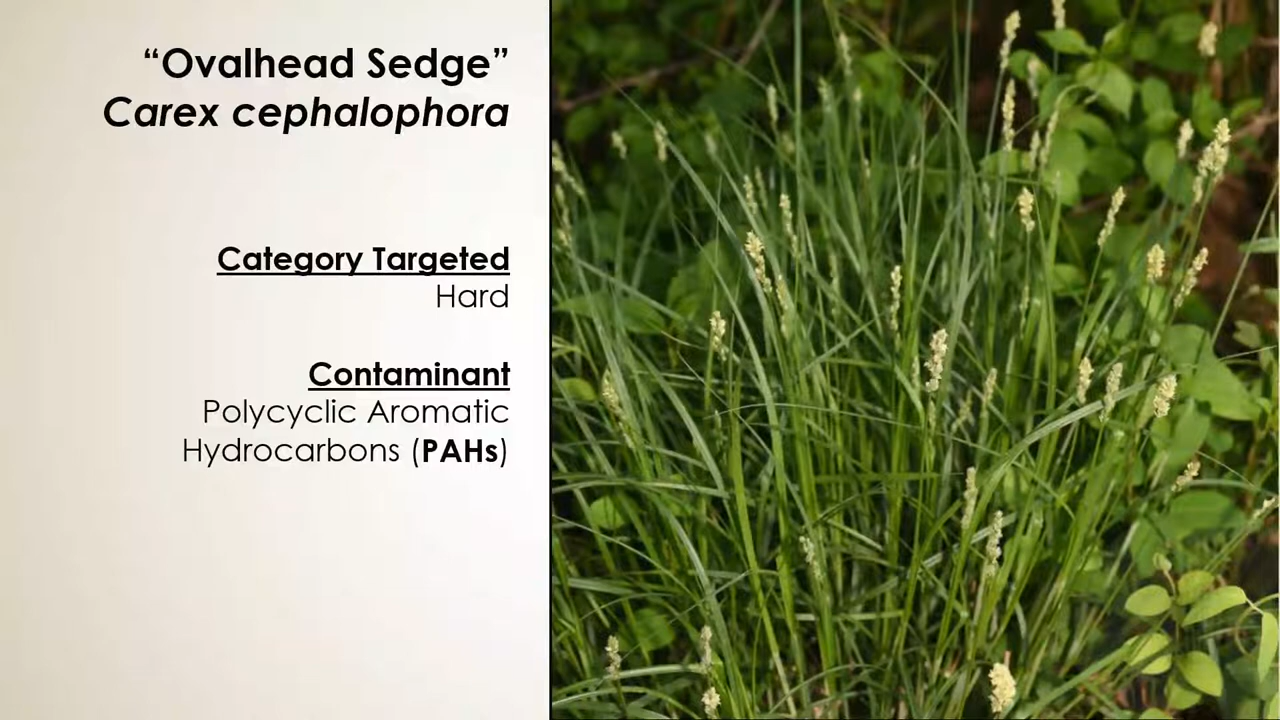 “Ovalhead Sedge”
Carex cephalophora
Category Targeted
Hard
Contaminant
Polycyclic Aromatic
Hydrocarbons (PAHs)